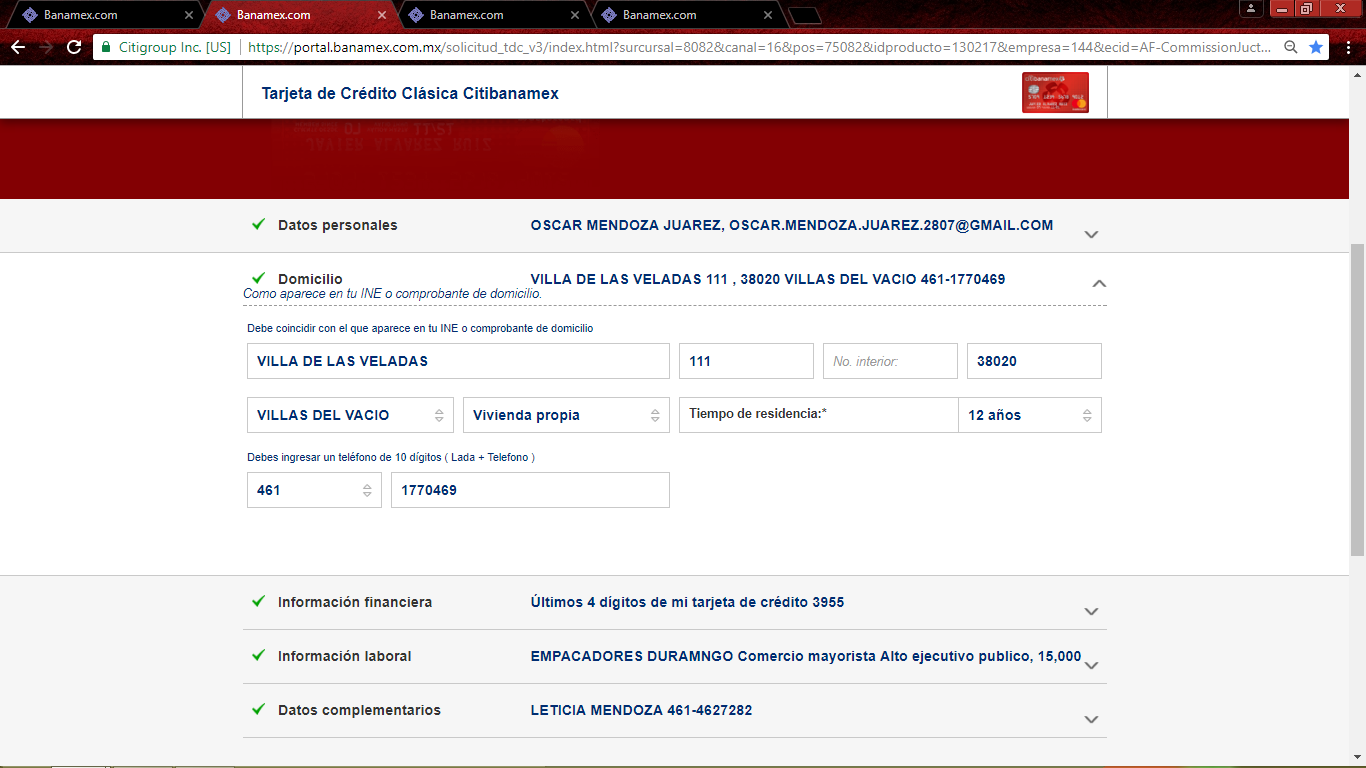 Banamex.com
Banamex.com
Banamex.com
Banamex.com
Citigroup Inc. [US] https://portal.banamex.com.mx/solicitud_tdc_v3/index.html?surcursal=8082&canal=16&pos=75082&idproducto=130217&empresa=144&ecid=AF-CommissionJuct...
Tarjeta de Crédito Clásica Citibanamex
JAVIER ALVAREZ RUIZ
Datos personales OSCAR MENDOZA JUAREZ, OSCAR.MENDOZA.JUAREZ.2807@GMAIL.COM
Domicilio VILLA DE LAS VELADAS 111 , 38020 VILLAS DEL VACIO 461-1770469
Como aparece en tu INE o comprobante de domicilio.
Debe coincidir con el que aparece en tu INE o comprobante de domicilio
VILLA DE LAS VELADAS 111 No. interior: 38020
VILLAS DEL VACIO Vivienda propia Tiempo de residencia:* 12 años
Debes ingresar un teléfono de 10 dígitos ( Lada + Telefono )
461 1770469
Información financiera Últimos 4 dígitos de mi tarjeta de crédito 3955
Información laboral EMPACADORES DURAMNGO Comercio mayorista Alto ejecutivo publico, 15,000
Datos complementarios LETICIA MENDOZA 461-4627282